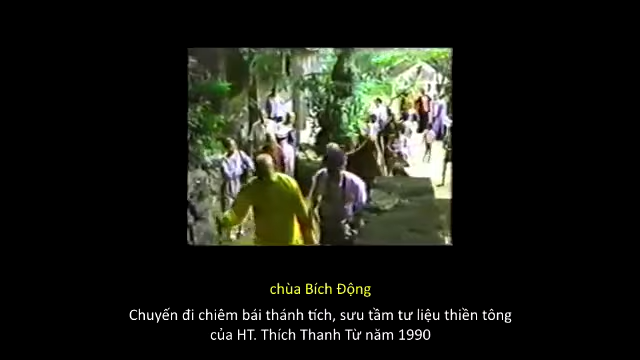 chùa Bích Động
Chuyến đi chiêm bái thánh tích, sưu tầm tư liệu thiền tông
của HT. Thích Thanh Từ năm 1990